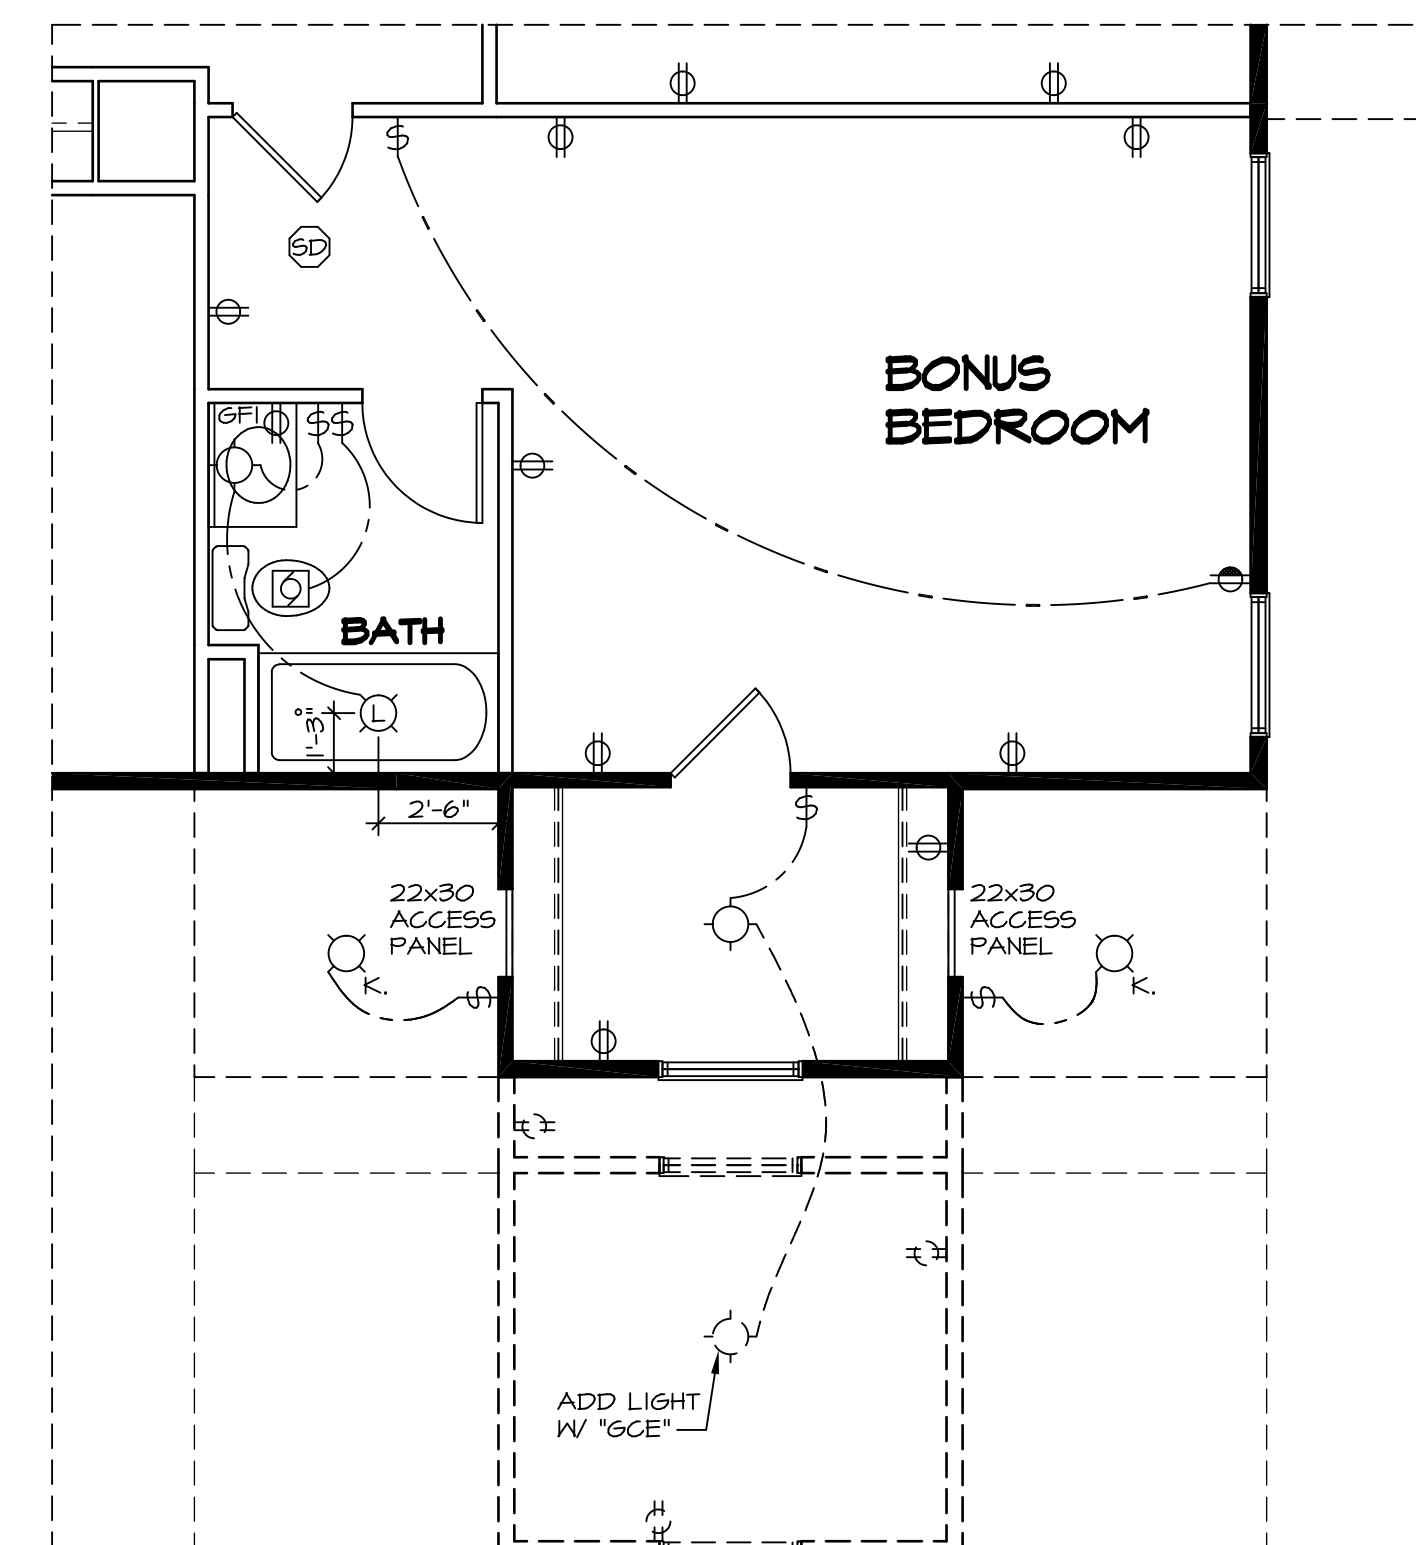 $
SD
BONUS
BEDROOM
GFI
$$
BATH
L
1'-3"
2'-6"
$
22x30
ACCESS
PANEL
K.
$
22x30
ACCESS
PANEL
K.
$
ADD LIGHT
W/ "GCE"